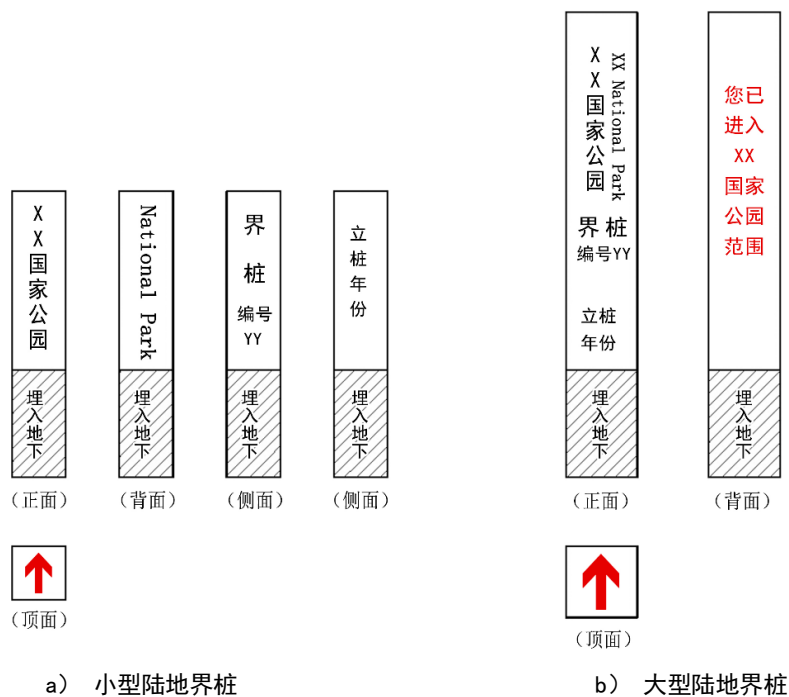 XX国家公园
埋入地下
（正面）
National Park
埋入地下
（背面）
界桩
编号
YY
埋入地下
（侧面）
立桩年份
埋入地下
（侧面）
（顶面）
a） 小型陆地界桩
XX国家公园
XX National Park
界桩
编号YY
立桩
年份
埋入地下
（正面）
您已
进入
XX
国家
公园
范围
埋入地下
（背面）
（顶面）
b） 大型陆地界桩